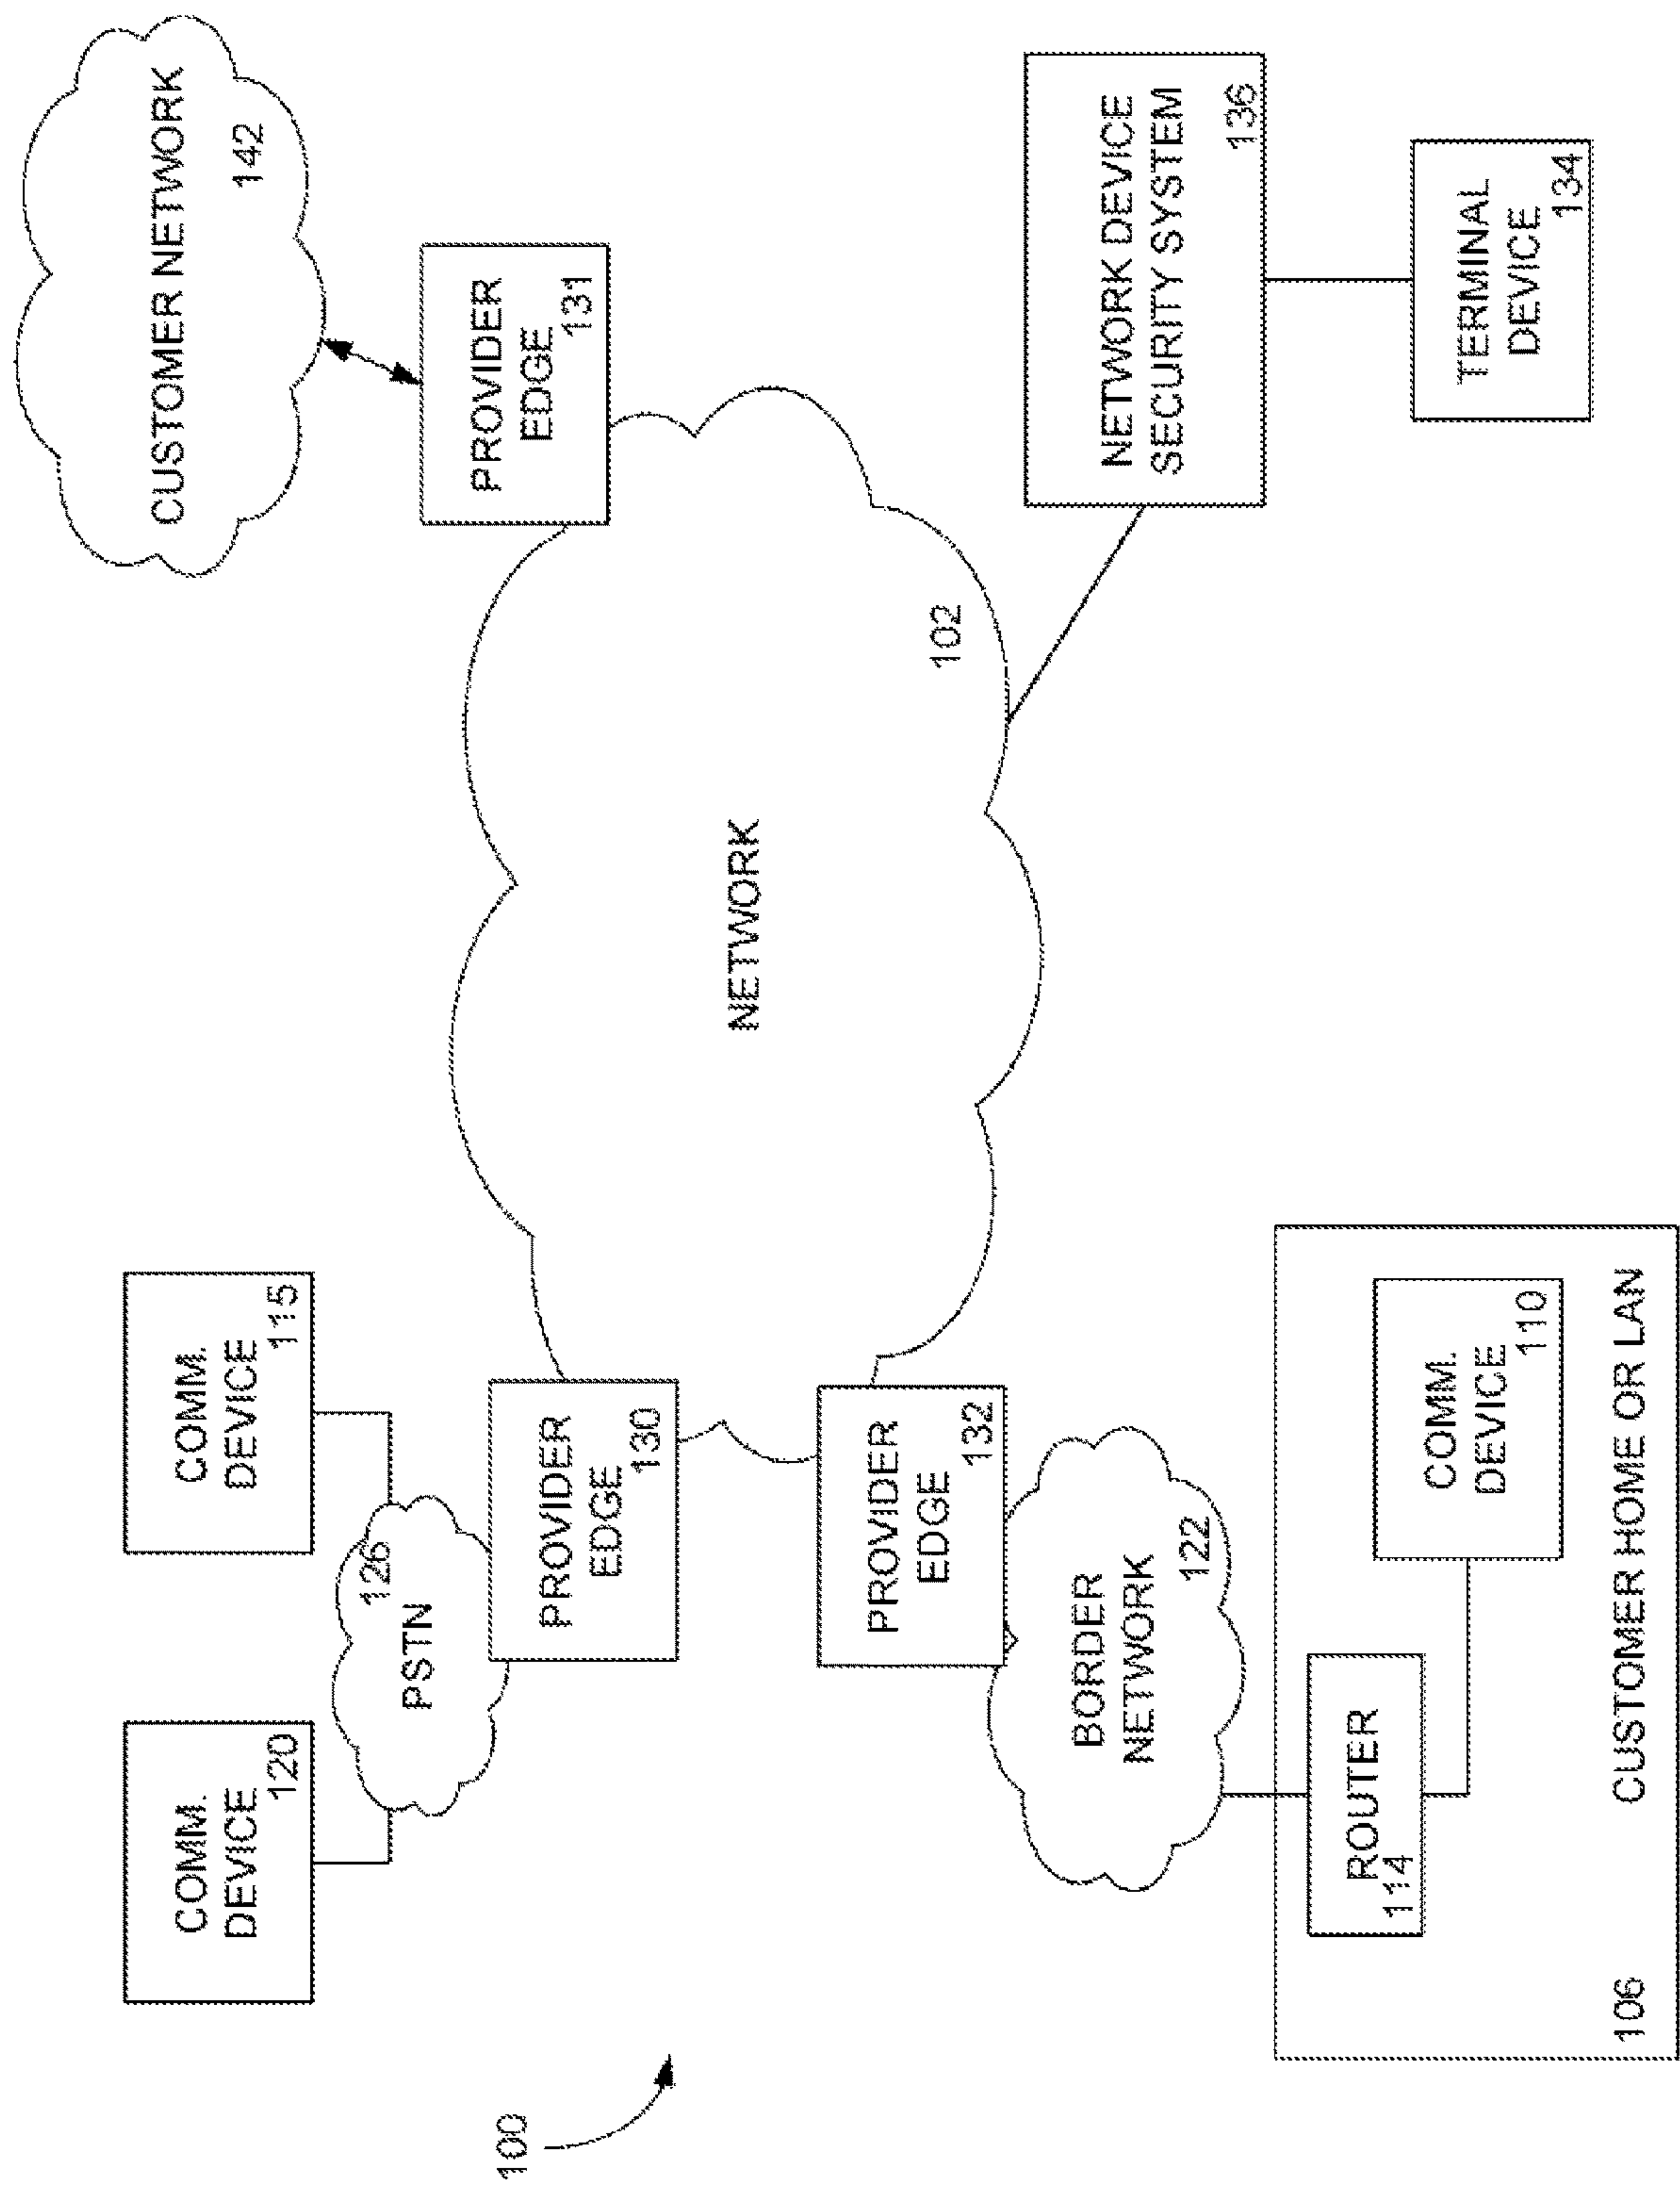 100
COMM.
DEVICE
120
COMM.
DEVICE
115
CUSTOMER NETWORK
142
126
PSTN
PROVIDER
EDGE
130
PROVIDER
EDGE
131
NETWORK
102
PROVIDER
EDGE
132
BORDER
NETWORK
122
NETWORK DEVICE
SECURITY SYSTEM
136
ROUTER
114
COMM.
DEVICE
110
TERMINAL
DEVICE
134
106
CUSTOMER HOME OR LAN